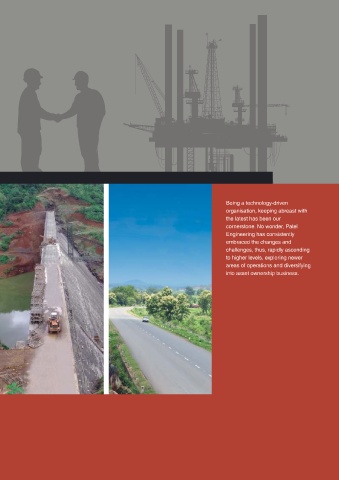 Being a technology-driven
organisation, keeping abreast with
the latest has been our
cornerstone. No wonder, Patel
Engineering has consistently
embraced the changes and
challenges, thus, rapidly ascending
to higher levels, exploring newer
areas of operations and diversifying
into asset ownership business.